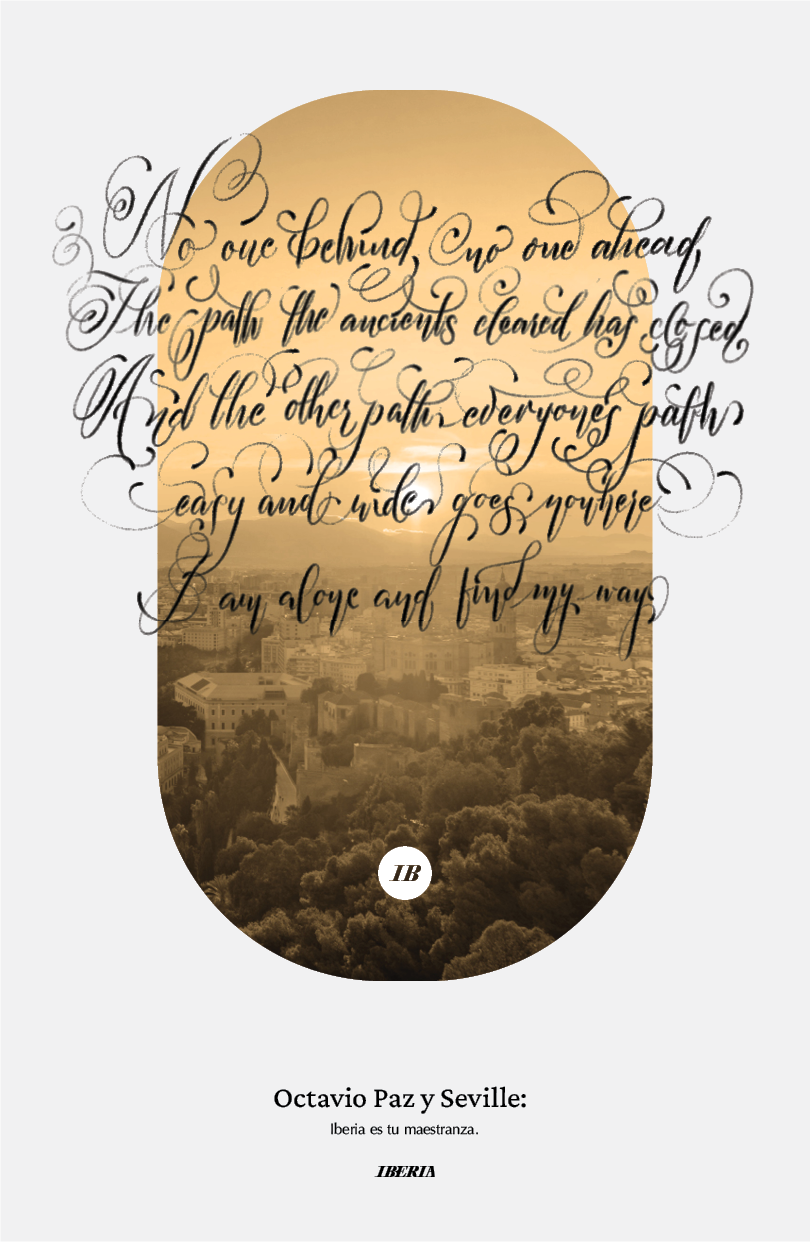 No one behind, no one ahead,
The path the ancients cleared has closed
And the other path, everyone's path,
easy and wide, goes nowhere
I am alone and find my way.
IB
Octavio Paz y Seville:
Iberia es tu maestranza.
IBERIA